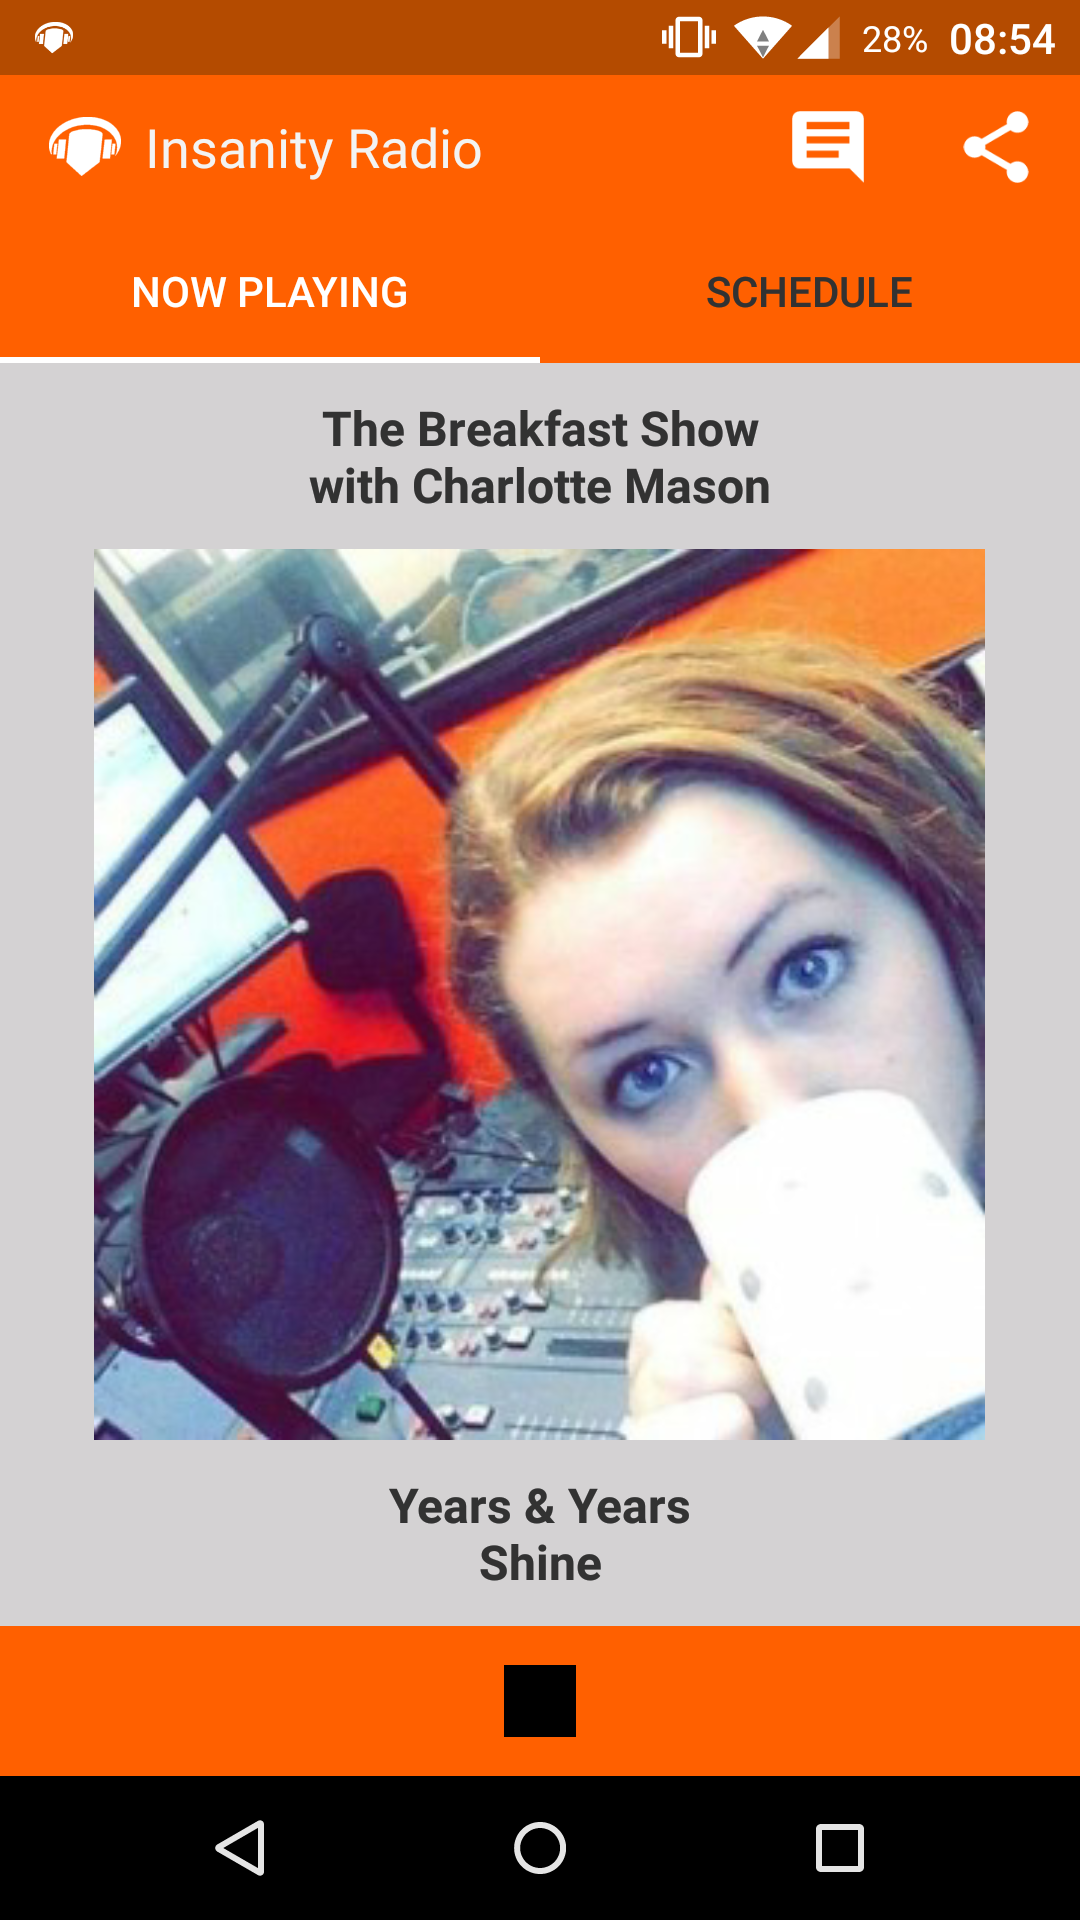 28% 08:54
Insanity Radio
NOW PLAYING
SCHEDULE
The Breakfast Show
with Charlotte Mason
Years & Years
Shine